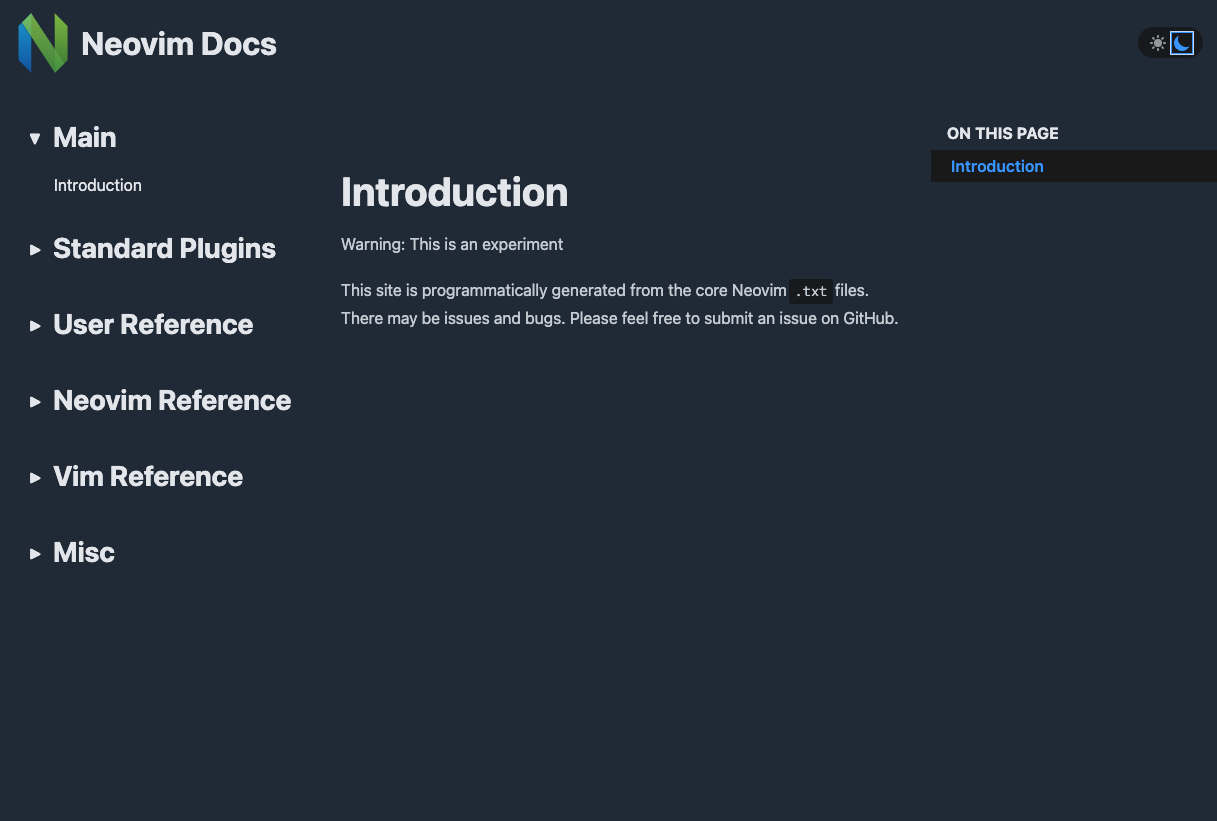 Neovim Docs
Main
Introduction
Standard Plugins
User Reference
Neovim Reference
Vim Reference
Misc
Introduction
Warning: This is an experiment
This site is programmatically generated from the core Neovim .txt files.
There may be issues and bugs. Please feel free to submit an issue on GitHub.
ON THIS PAGE
Introduction